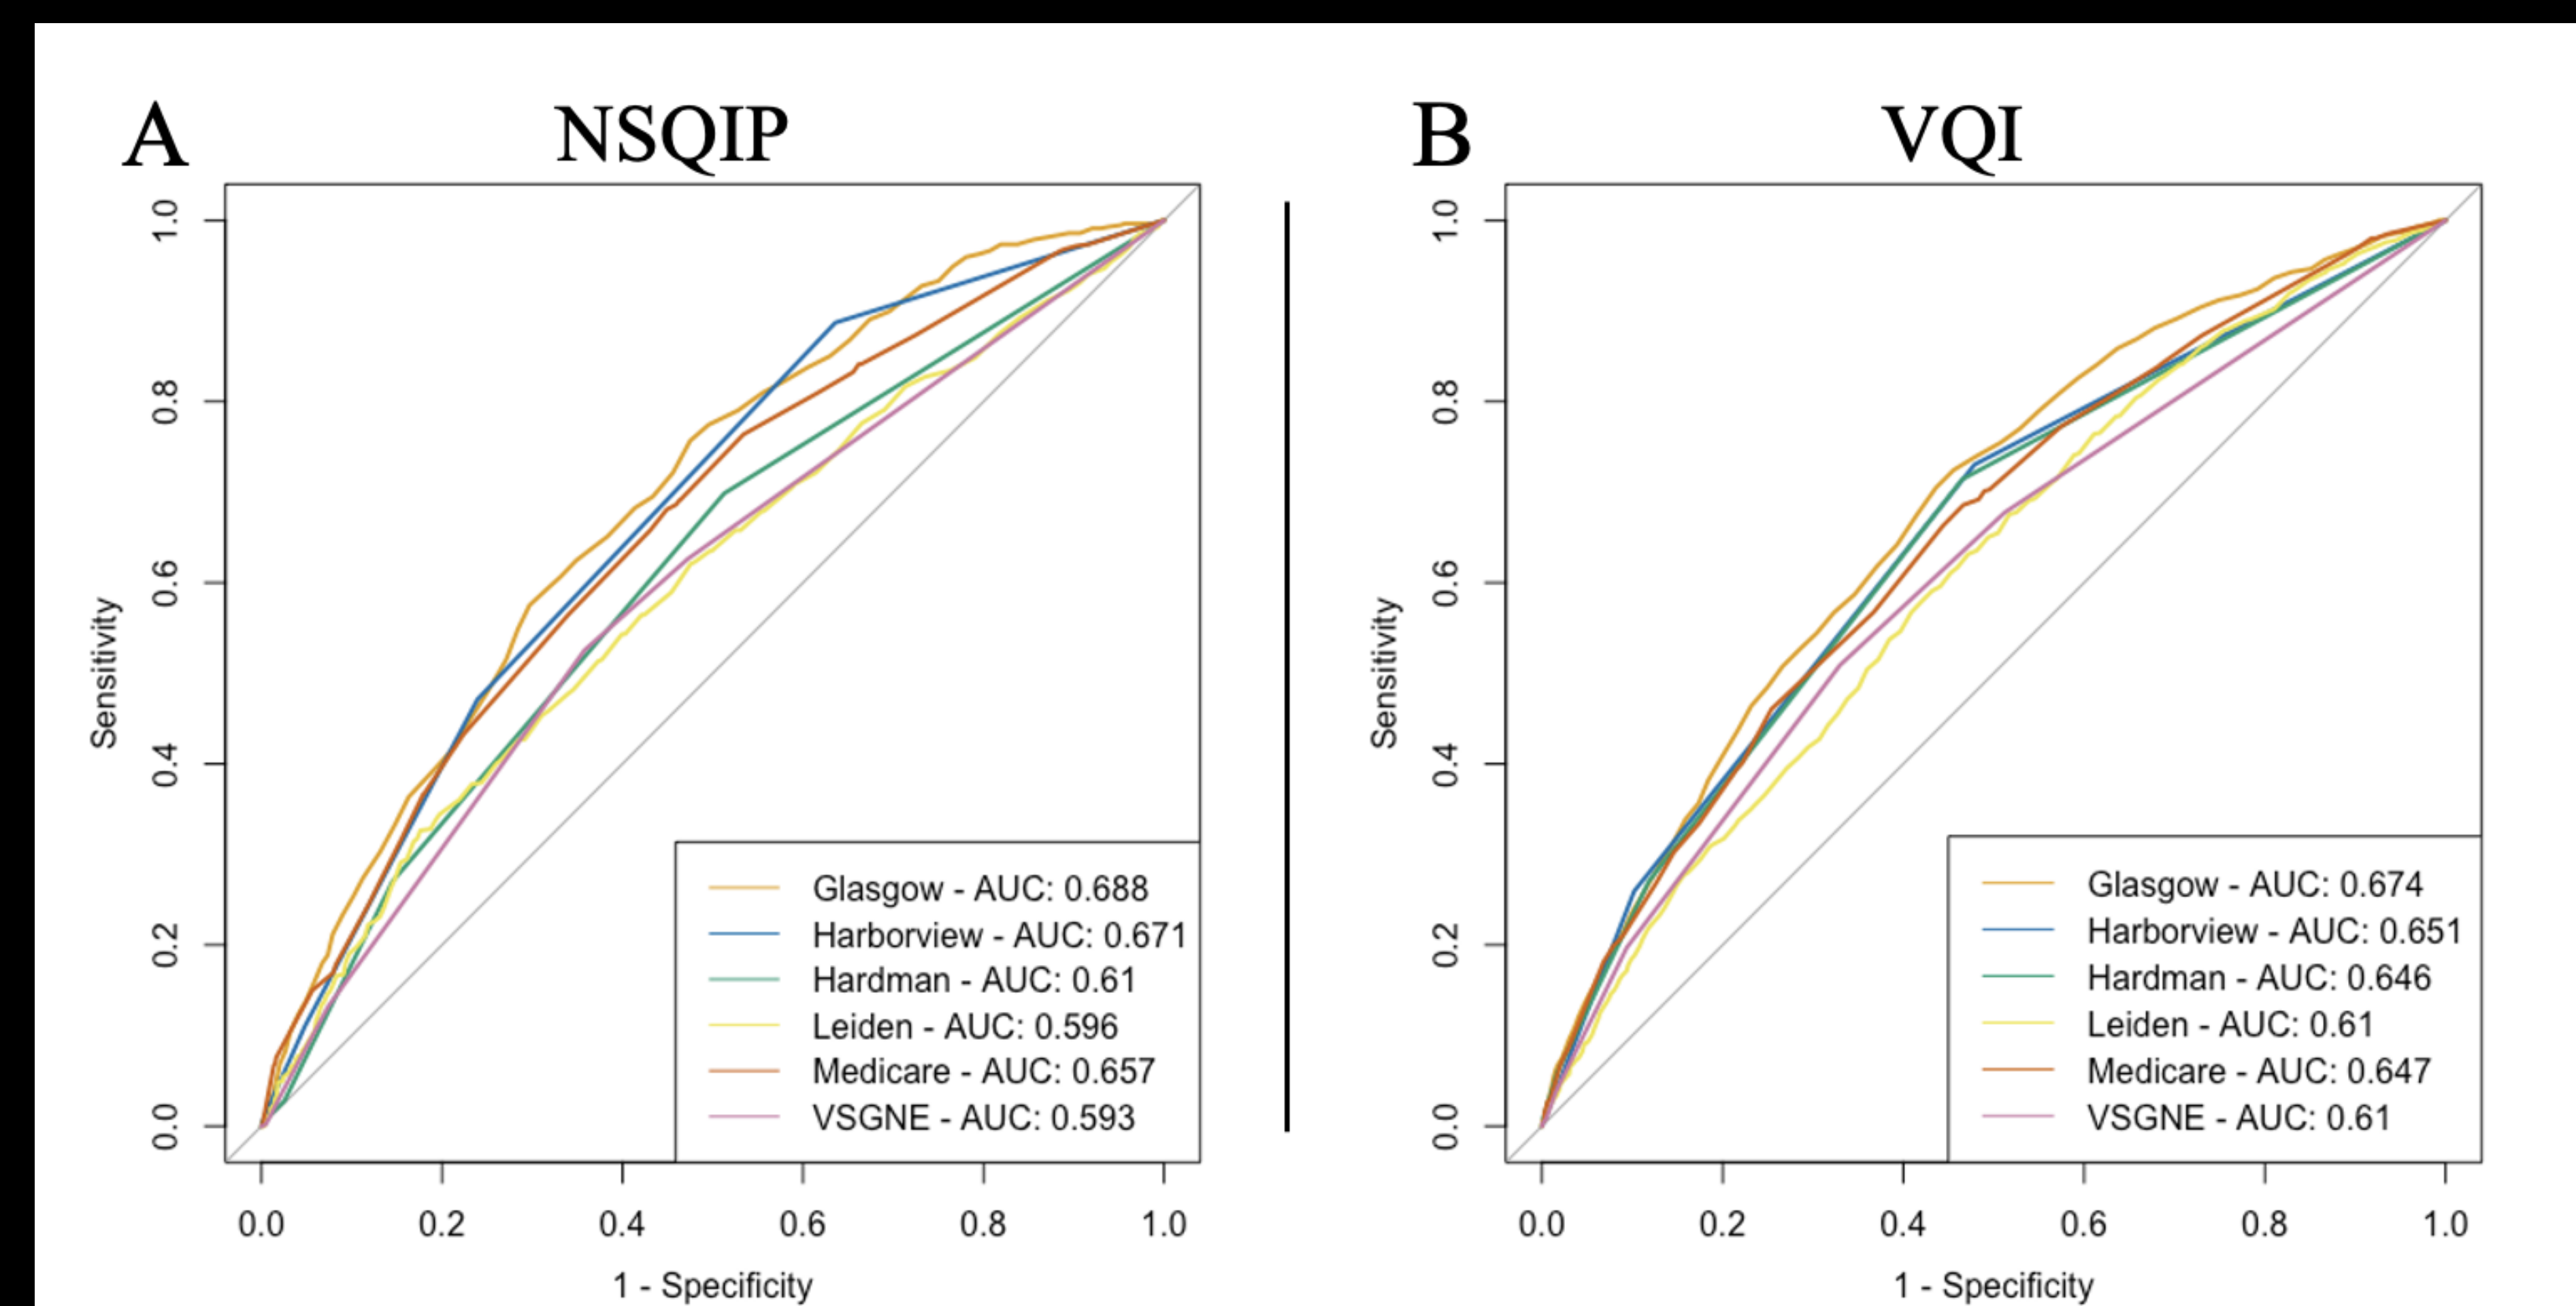 A
NSQIP
Sensitivity
1.0
0.8
0.6
0.4
0.2
0.0
Glasgow - AUC: 0.688
Harborview - AUC: 0.671
Hardman - AUC: 0.61
Leiden - AUC: 0.596
Medicare - AUC: 0.657
VSGNE - AUC: 0.593
0.0 0.2 0.4 0.6 0.8 1.0
1 - Specificity
B
VQI
Sensitivity
1.0
0.8
0.6
0.4
0.2
0.0
Glasgow - AUC: 0.674
Harborview - AUC: 0.651
Hardman - AUC: 0.646
Leiden - AUC: 0.61
Medicare - AUC: 0.647
VSGNE - AUC: 0.61
0.0 0.2 0.4 0.6 0.8 1.0
1 - Specificity